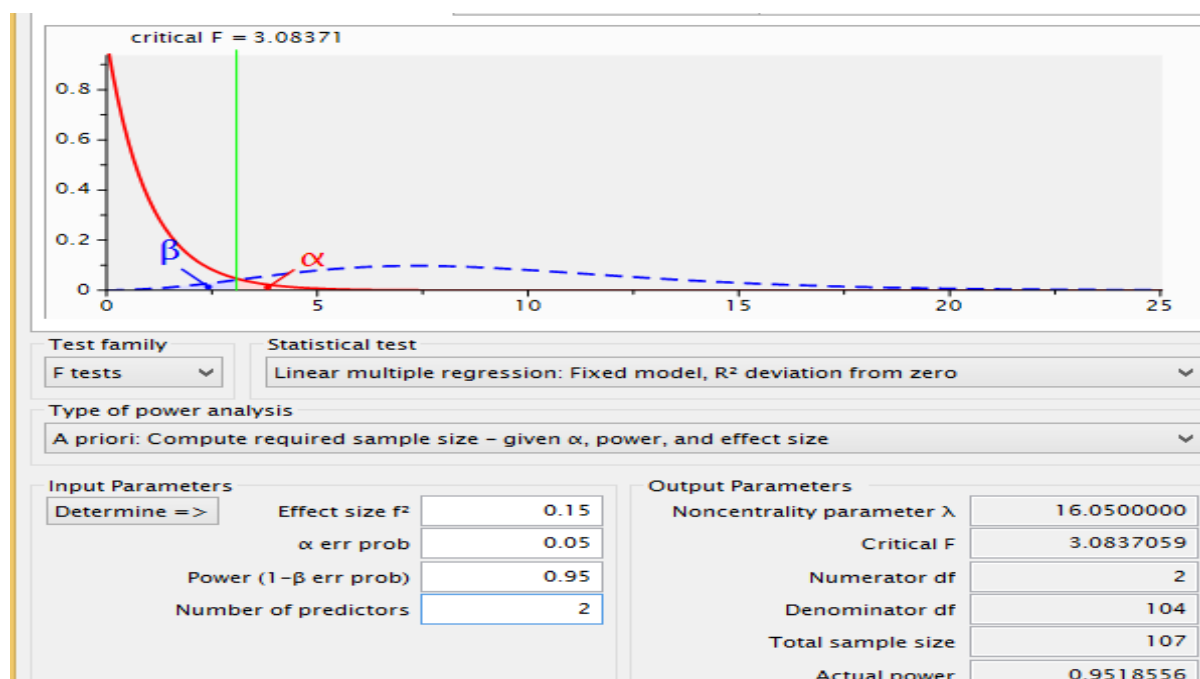 critical F = 3.08371
0.8
0.6
0.4
0.2
β
α
0
0 5 10 15 20 25
Test family
Statistical test
F tests
Linear multiple regression: Fixed model, R² deviation from zero
Type of power analysis
A priori: Compute required sample size – given α, power, and effect size
Input Parameters
Output Parameters
Determine => Effect size f² 0.15
Noncentrality parameter λ 16.0500000
α err prob 0.05
Critical F 3.0837059
Power (1-β err prob) 0.95
Numerator df 2
Number of predictors 2
Denominator df 104
Total sample size 107
Actual power 0.9518556